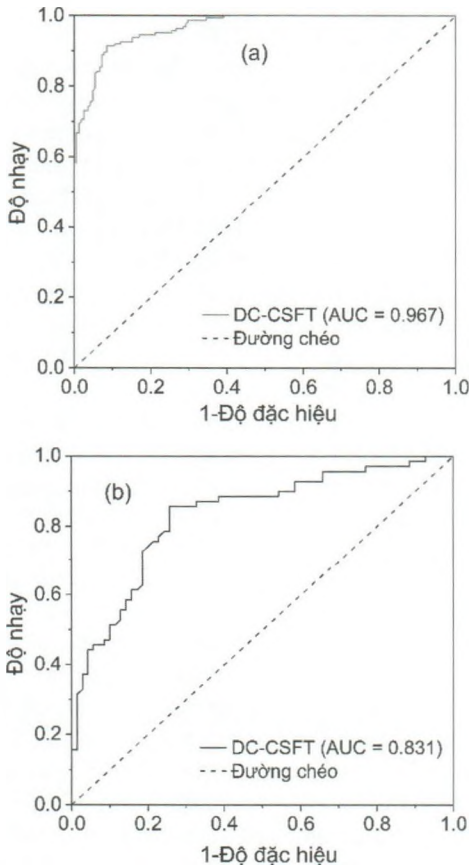 1.0
(a)
0.8
0.6
Độ nhạy
0.4
0.2
DC-CSFT (AUC = 0.967)
Đường chéo
0.0
0.0 0.2 0.4 0.6 0.8 1.0
1-Độ đặc hiệu
1.0
(b)
0.8
0.6
Độ nhạy
0.4
0.2
DC-CSFT (AUC = 0.831)
Đường chéo
0.0
0.0 0.2 0.4 0.6 0.8 1.0
1-Độ đặc hiệu